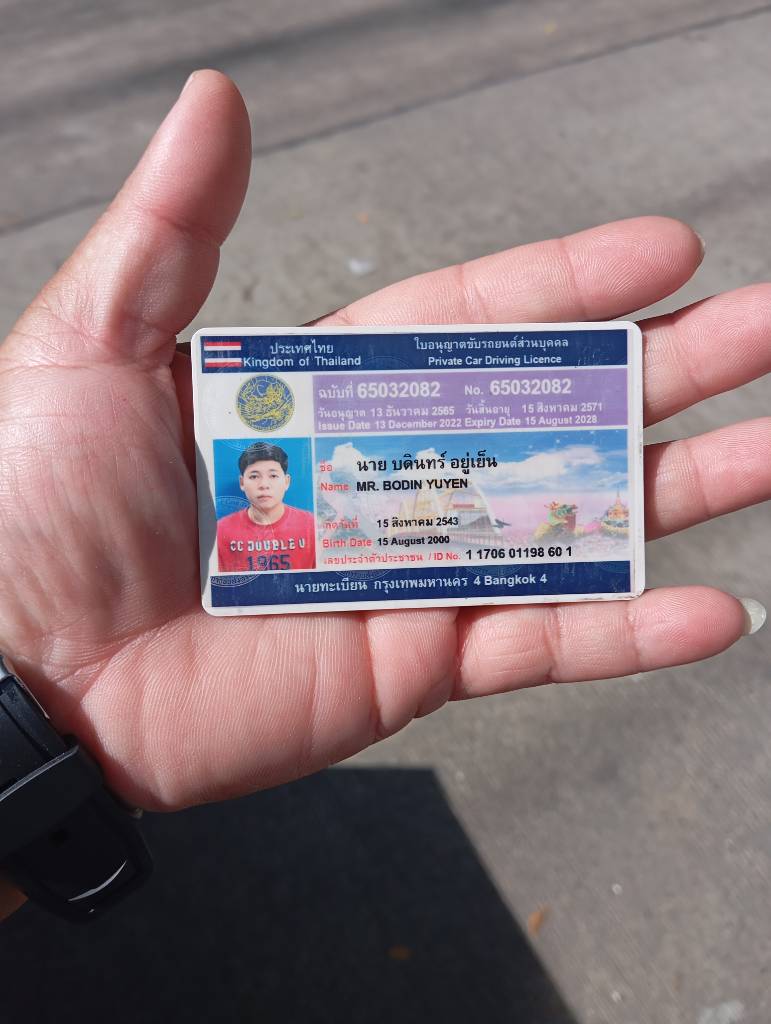 ประเทศไทย
Kingdom of Thailand
ใบอนุญาตขับรถยนต์ส่วนบุคคล
Private Car Driving Licence
ฉบับที่ 65032082 No. 65032082
วันอนุญาต 13 ธันวาคม 2565 วันสิ้นอายุ 15 สิงหาคม 2571
Issue Date 13 December 2022 Expiry Date 15 August 2028
ชื่อ นาย บดินทร์ อยู่เย็น
Name MR. BODIN YUYEN
เกิดวันที่ 15 สิงหาคม 2543
Birth Date 15 August 2000
เลขประจำตัวประชาชน / ID No. 1 1706 01198 60 1
CC DOUBLE O
1965
นายทะเบียน กรุงเทพมหานคร 4 Bangkok 4